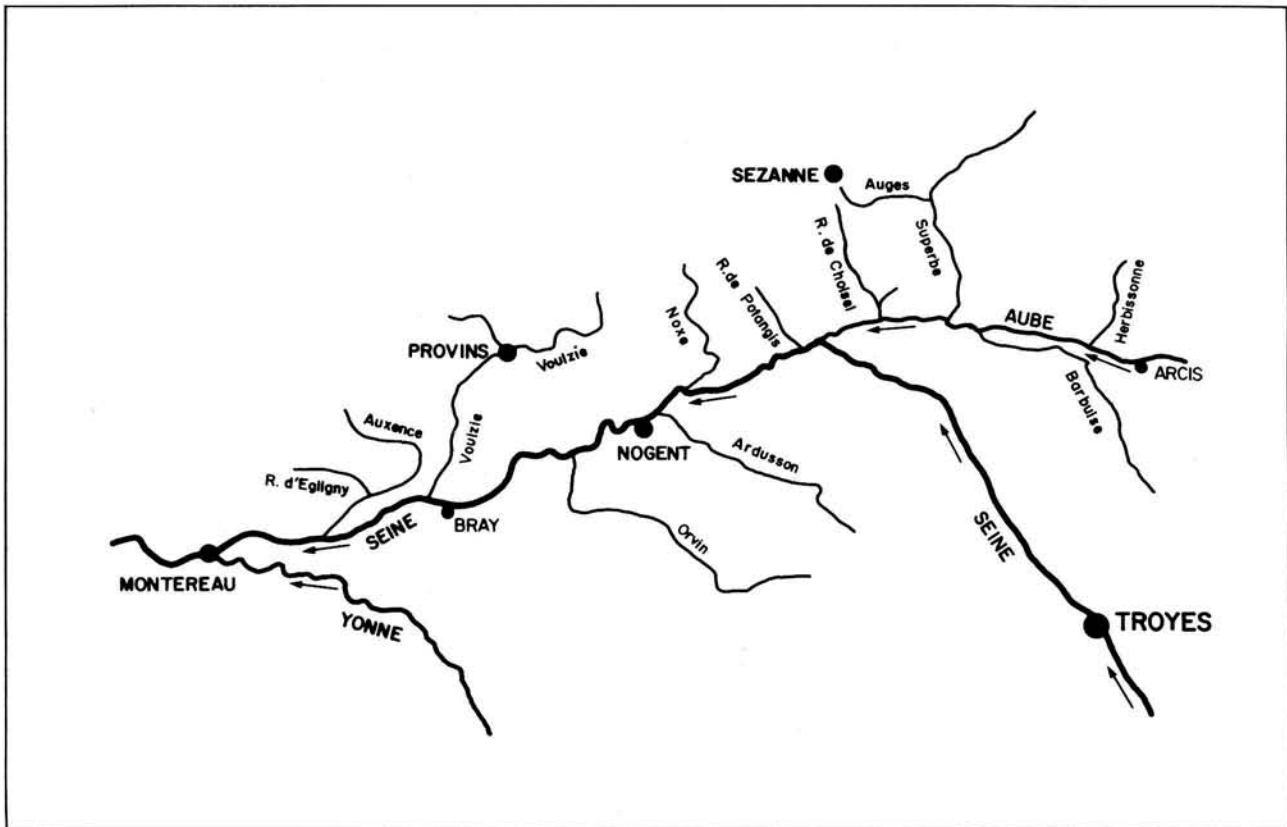 SEZANNE
Auges
Superbe
R. de Choisel
R. de Potangis
Noxe
Herbissonne
AUBE
ARCIS
Barbuise
PROVINS
Voulzie
Voulzie
Auxence
R. d'Egligny
NOGENT
Ardusson
BRAY
SEINE
Orvin
SEINE
MONTEREAU
YONNE
TROYES